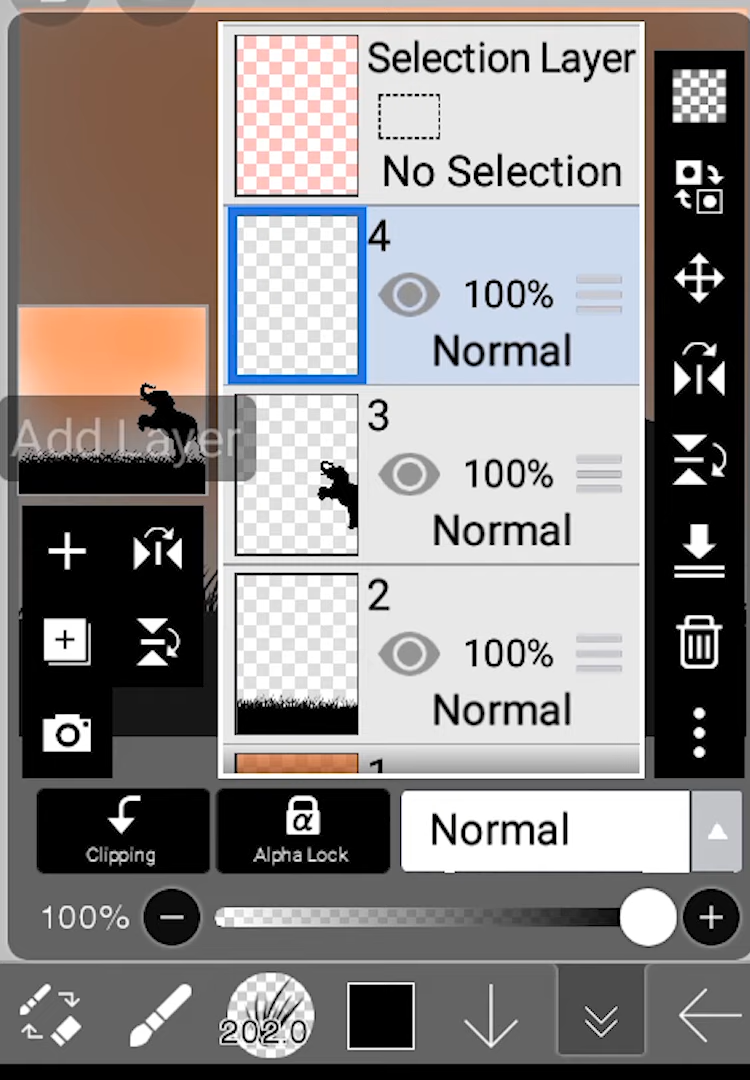 Selection Layer
No Selection
4
100%
Normal
Add Layer
3
100%
Normal
2
100%
Normal
1
Clipping
α
Alpha Lock
Normal
100%
202.0